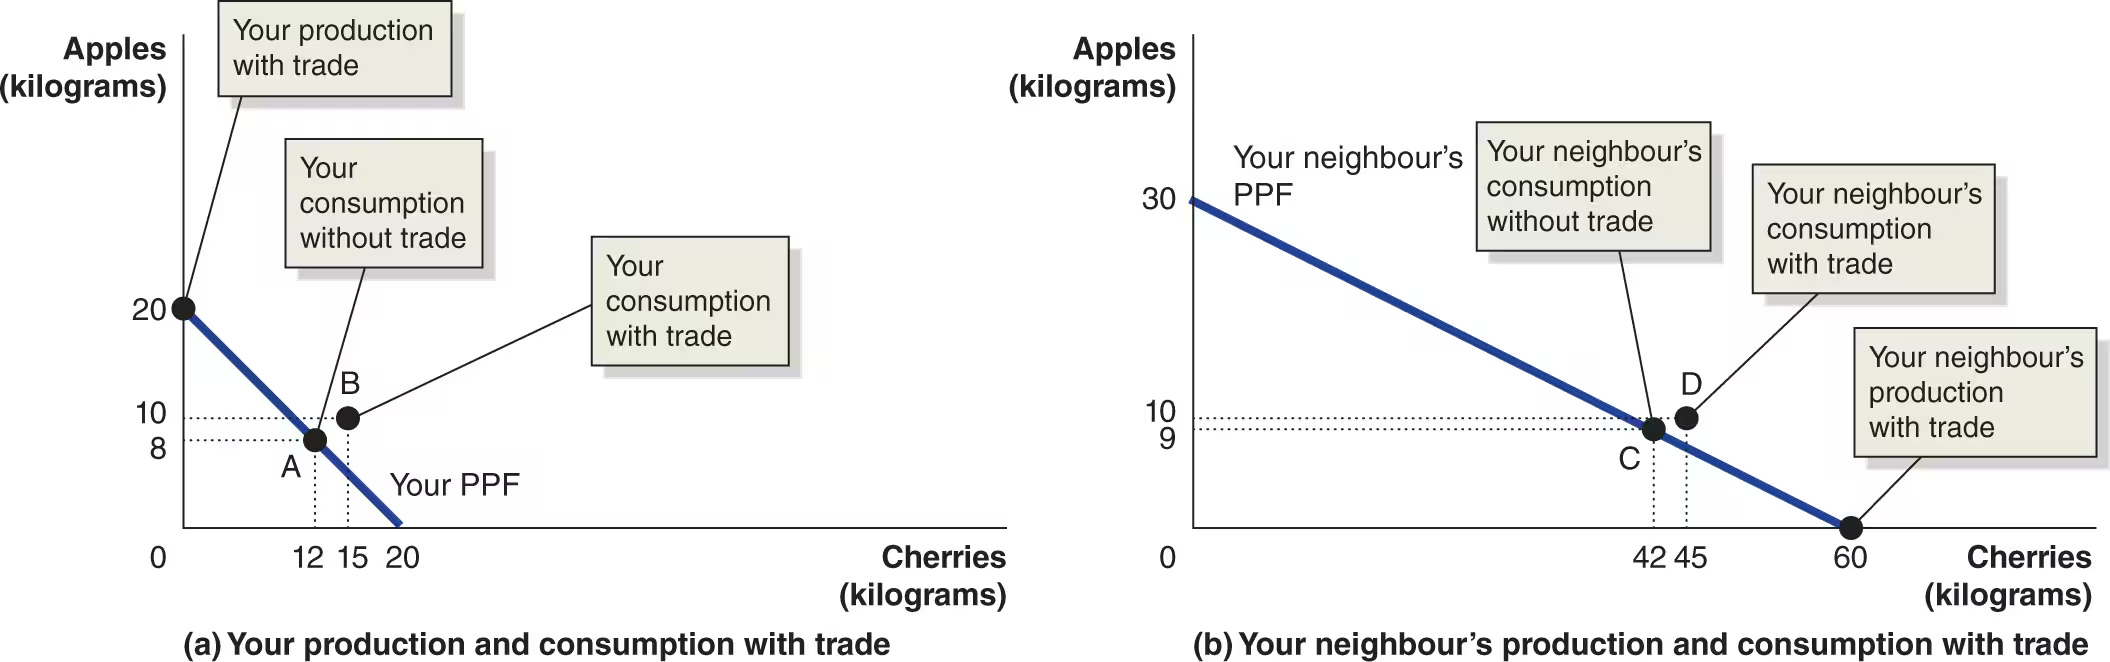 Apples
(kilograms)
Your production
with trade
Your
consumption
without trade
Your
consumption
with trade
20
10
8
B
A
Your PPF
0
12 15 20
Cherries
(kilograms)
(a) Your production and consumption with trade
Apples
(kilograms)
Your neighbour’s
PPF
Your neighbour’s
consumption
without trade
Your neighbour’s
consumption
with trade
Your neighbour’s
production
with trade
30
10
9
D
C
0
42 45
60
Cherries
(kilograms)
(b) Your neighbour’s production and consumption with trade